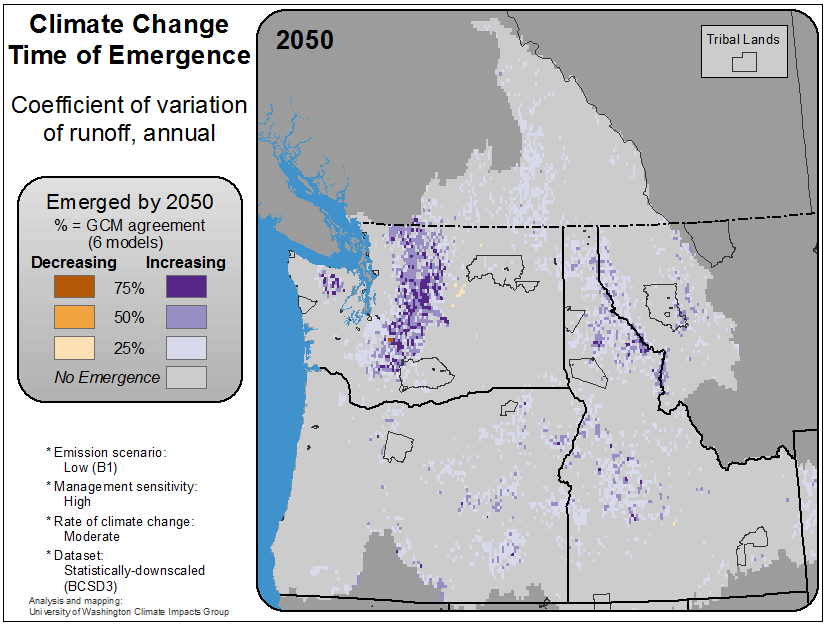 Climate Change
Time of Emergence
Coefficient of variation
of runoff, annual
Emerged by 2050
% = GCM agreement
(6 models)
Decreasing Increasing
75%
50%
25%
No Emergence
* Emission scenario:
Low (B1)
* Management sensitivity:
High
* Rate of climate change:
Moderate
* Dataset:
Statistically-downscaled
(BCSD3)
Analysis and mapping:
University of Washington Climate Impacts Group
2050
Tribal Lands